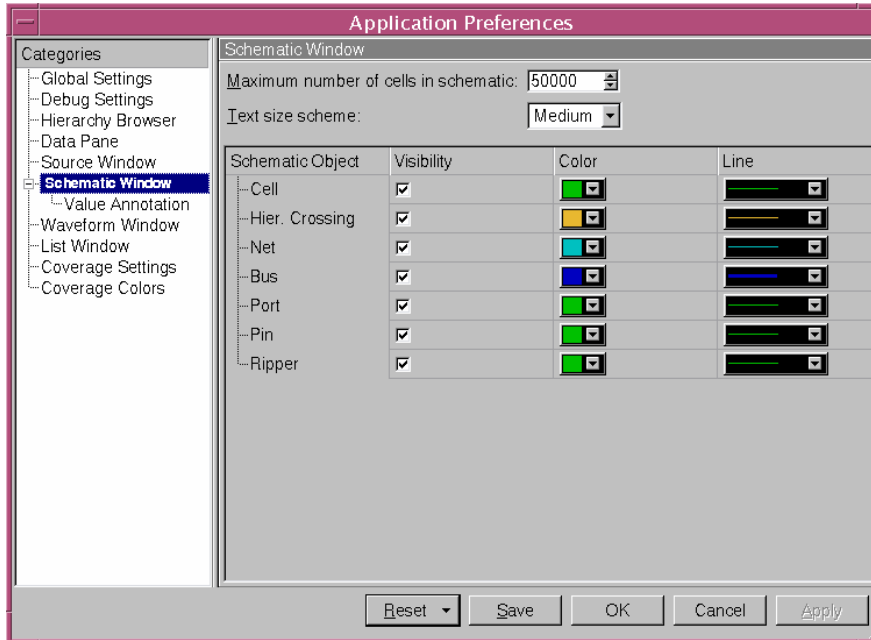 Application Preferences
Categories
Global Settings
Debug Settings
Hierarchy Browser
Data Pane
Source Window
Schematic Window
Value Annotation
Waveform Window
List Window
Coverage Settings
Coverage Colors
Schematic Window
Maximum number of cells in schematic: 50000
Text size scheme: Medium
Schematic Object Visibility Color Line
Cell
Hier. Crossing
Net
Bus
Port
Pin
Ripper
Reset Save OK Cancel Apply